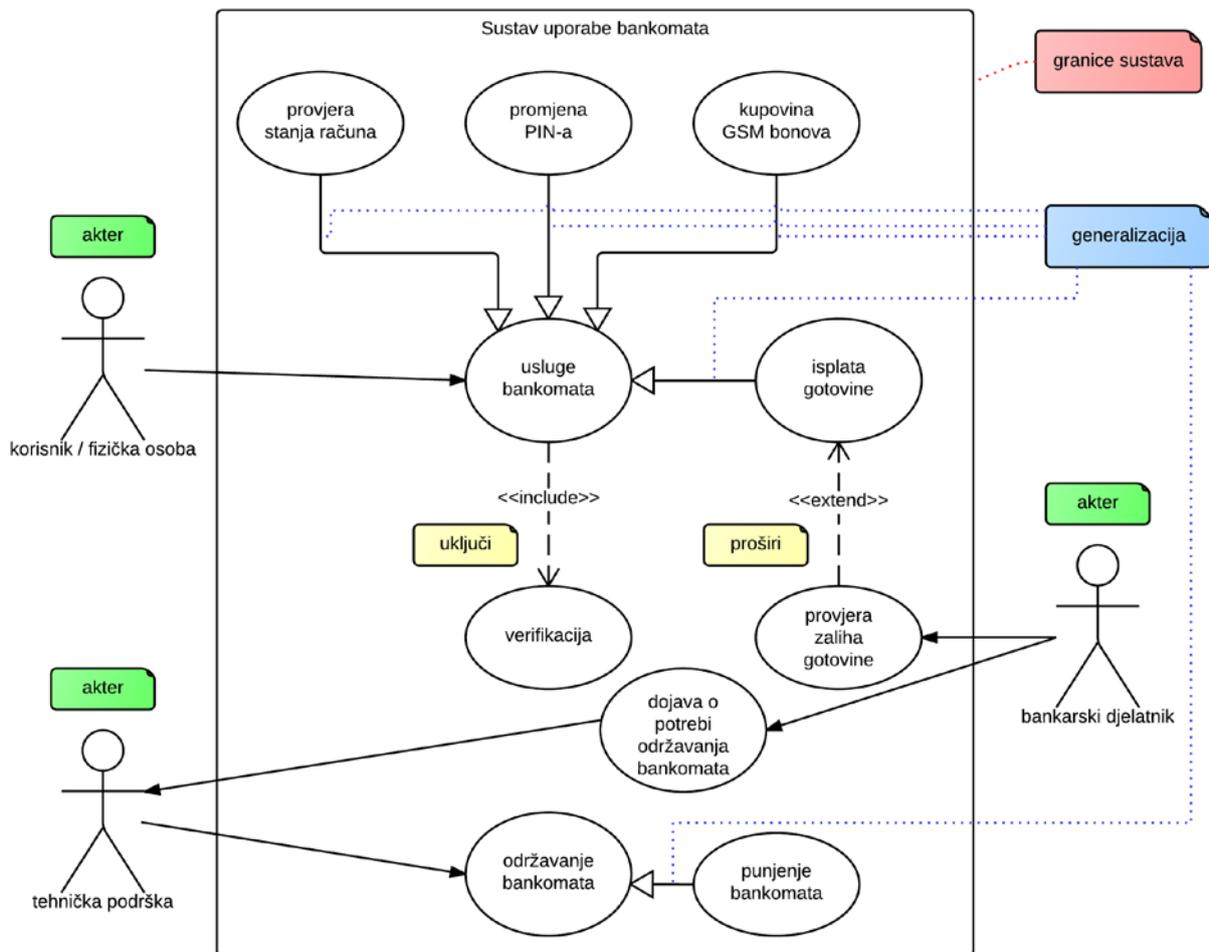 Sustav uporabe bankomata
granice sustava
provjera
stanja računa
promjena
PIN-a
kupovina
GSM bonova
akter
generalizacija
usluge
bankomata
isplata
gotovine
korisnik / fizička osoba
<<include>>
<<extend>>
akter
uključi
proširi
verifikacija
provjera
zaliha
gotovine
akter
dojava o
potrebi
održavanja
bankomata
bankarski djelatnik
održavanje
bankomata
punjenje
bankomata
tehnička podrška